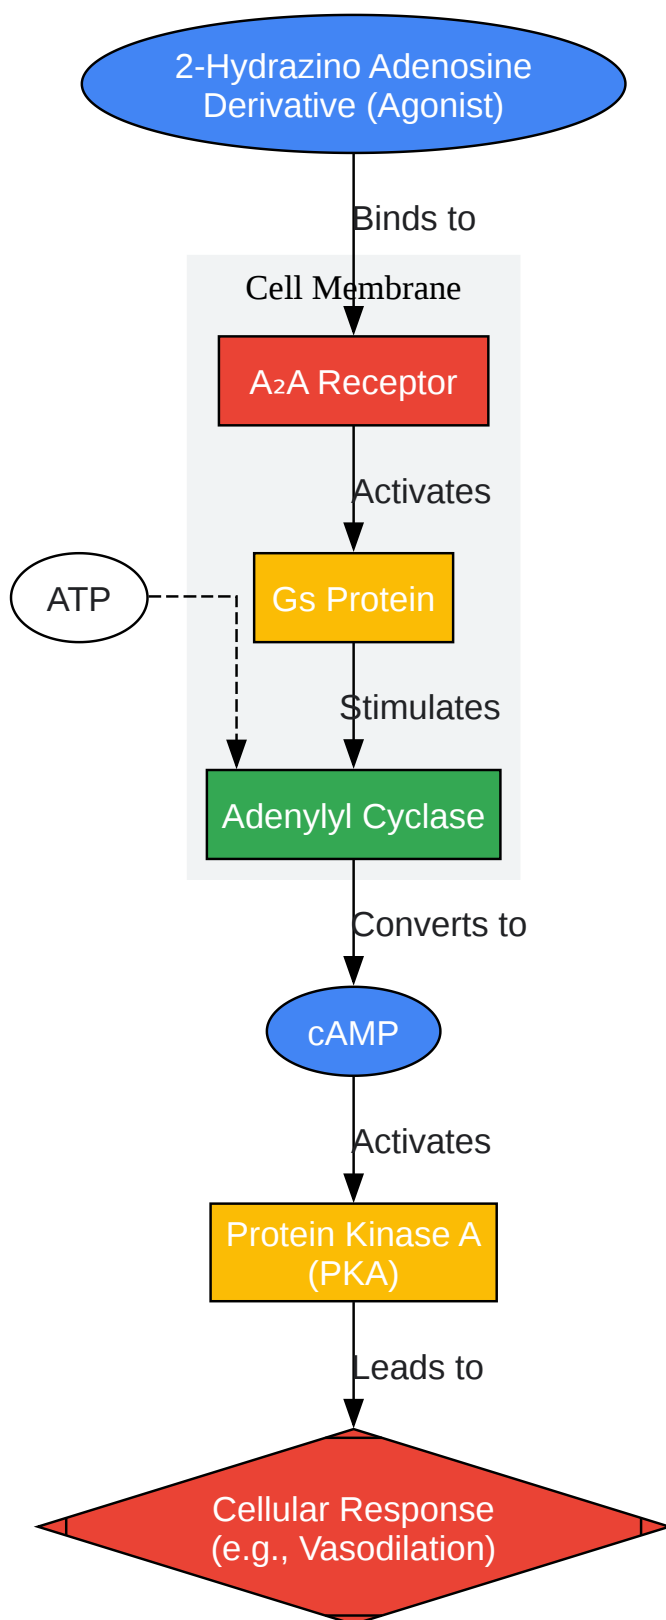 2-Hydrazino Adenosine
Derivative (Agonist)
Binds to
Cell Membrane
A₂A Receptor
Activates
ATP
Gs Protein
Stimulates
Adenylyl Cyclase
Converts to
cAMP
Activates
Protein Kinase A
(PKA)
Leads to
Cellular Response
(e.g., Vasodilation)